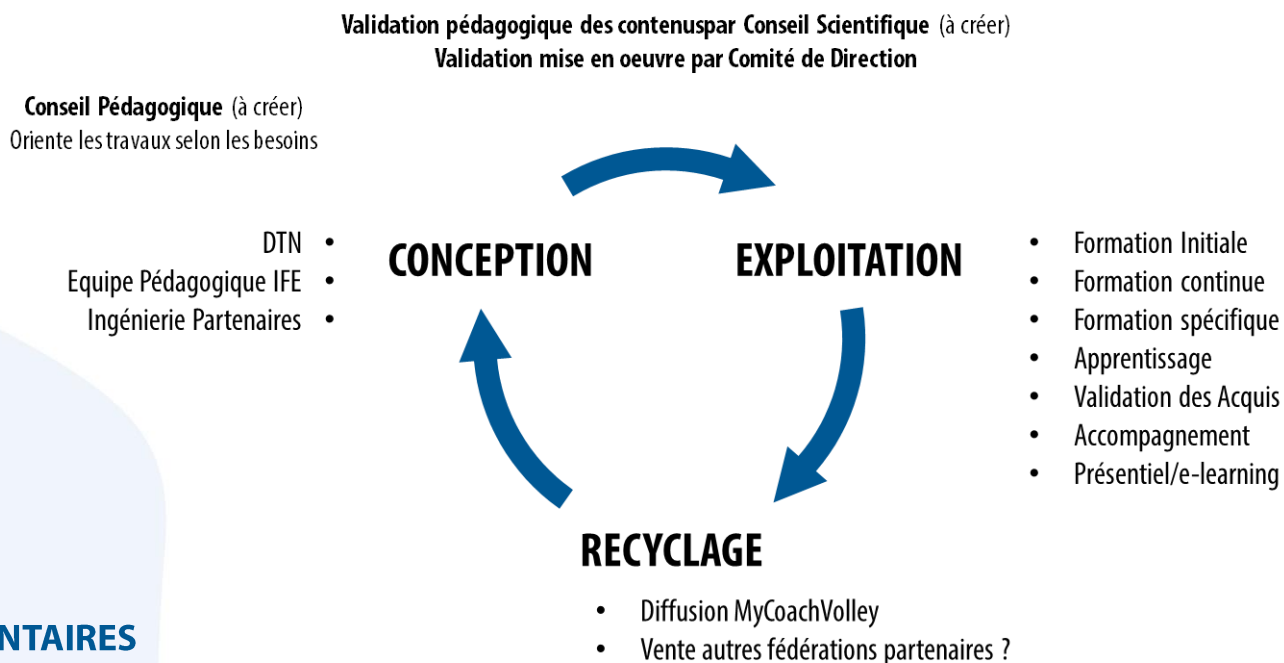 Validation pédagogique des contenuspar Conseil Scientifique (à créer)
Validation mise en oeuvre par Comité de Direction
Conseil Pédagogique (à créer)
Oriente les travaux selon les besoins
DTN •
Equipe Pédagogique IFE •
Ingénierie Partenaires •
CONCEPTION
EXPLOITATION
• Formation Initiale
• Formation continue
• Formation spécifique
• Apprentissage
• Validation des Acquis
• Accompagnement
• Présentiel/e-learning
RECYCLAGE
• Diffusion MyCoachVolley
• Vente autres fédérations partenaires ?
NTAIRES